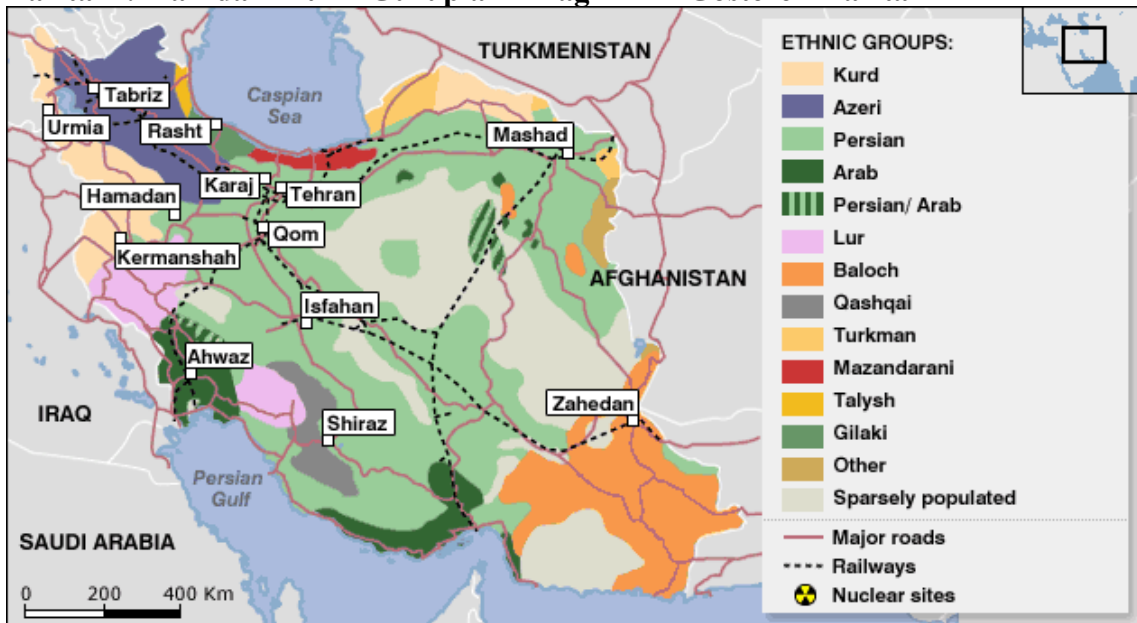 TURKMENISTAN
Caspian
Sea
Tabriz
Urmia
Rasht
Mashad
Karaj
Tehran
Hamadan
Qom
Kermanshah
AFGHANISTAN
Isfahan
Ahwaz
IRAQ
Zahedan
Shiraz
Persian
Gulf
SAUDI ARABIA
0 200 400 Km
ETHNIC GROUPS:
Kurd
Azeri
Persian
Arab
Persian/ Arab
Lur
Baloch
Qashqai
Turkman
Mazandarani
Talysh
Gilaki
Other
Sparsely populated
Major roads
Railways
Nuclear sites